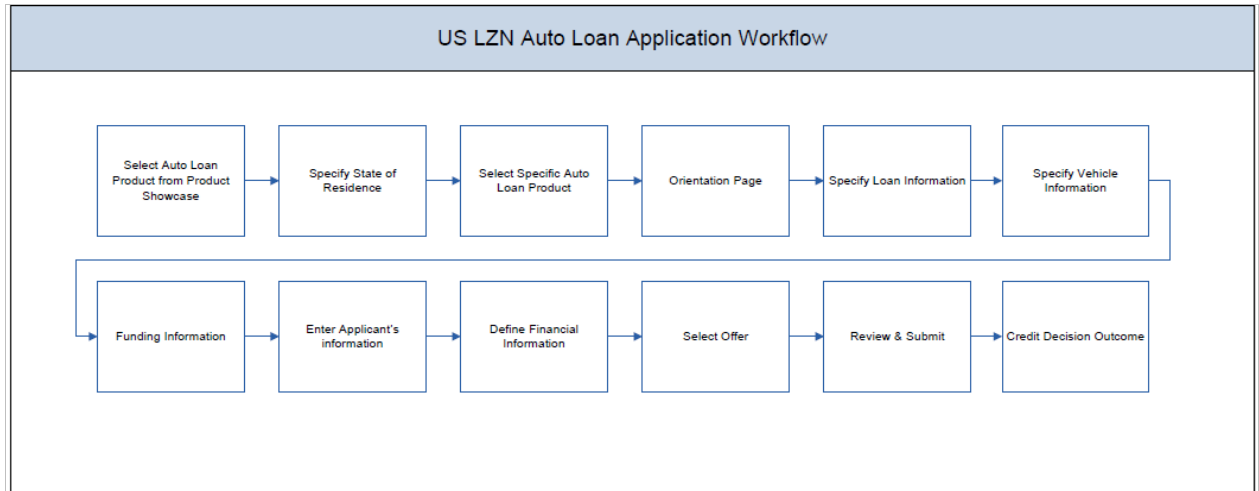 US LZN Auto Loan Application Workflow
Select Auto Loan
Product from Product
Showcase
Specify State of
Residence
Select Specific Auto
Loan Product
Orientation Page
Specify Loan Information
Specify Vehicle
Information
Funding Information
Enter Applicant's
information
Define Financial
Information
Select Offer
Review & Submit
Credit Decision Outcome